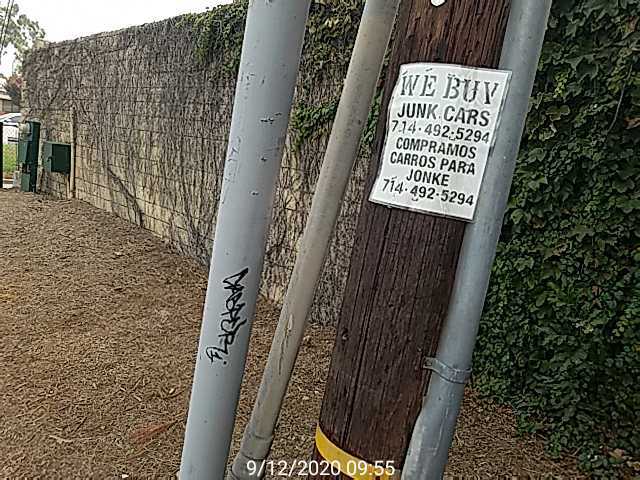 WE BUY
JUNK CARS
714-492-5294
COMPRAMOS
CARROS PARA
JONKE
714-492-5294
9/12/2020 09:55